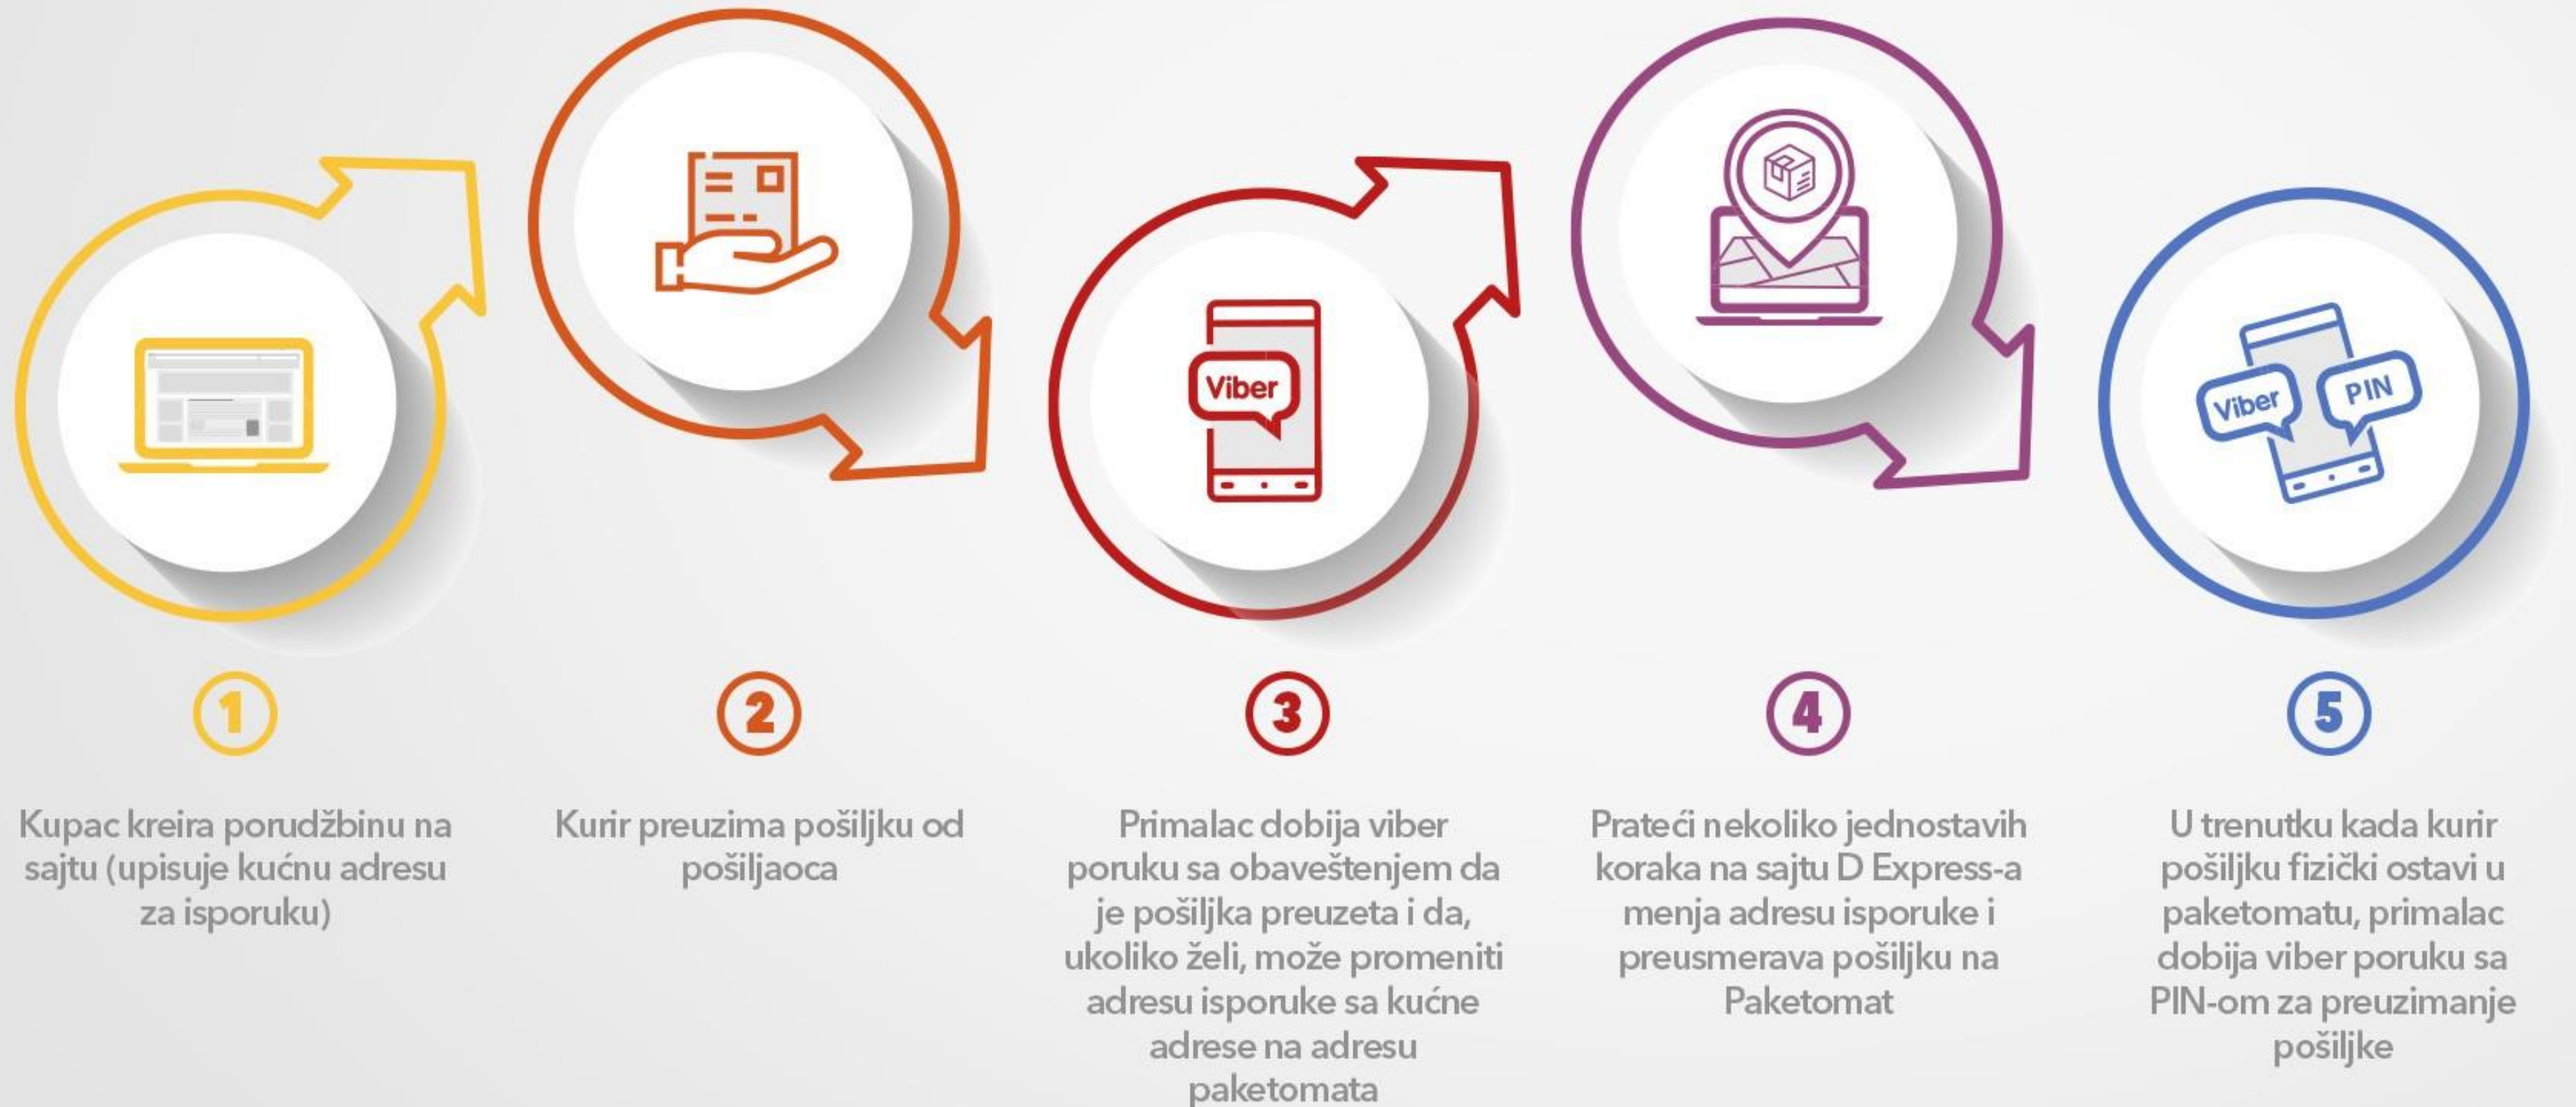 Viber
Viber
PIN
1
2
3
4
5
Kupac kreira porudžbinu na
sajtu (upisuje kućnu adresu
za isporuku)
Kurir preuzima pošiljku od
pošiljaoca
Primalac dobija viber
poruku sa obaveštenjem da
je pošiljka preuzeta i da,
ukoliko želi, može promeniti
adresu isporuke sa kućne
adrese na adresu
paketomata
Prateći nekoliko jednostavih
koraka na sajtu D Express-a
menja adresu isporuke i
preusmerava pošiljku na
Paketomat
U trenutku kada kurir
pošiljku fizički ostavi u
paketomatu, primalac
dobija viber poruku sa
PIN-om za preuzimanje
pošiljke